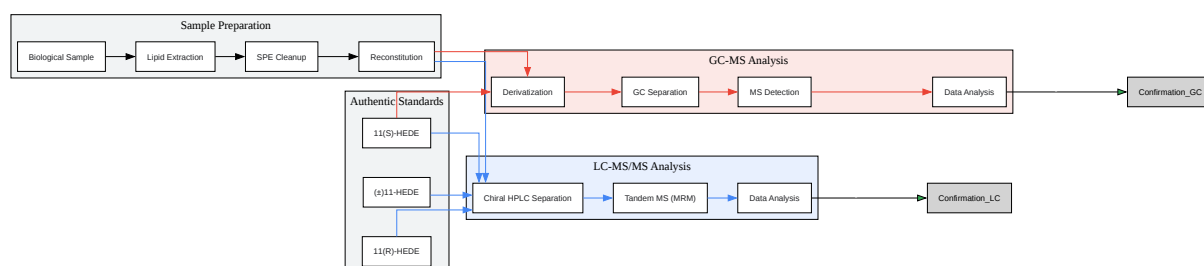 Sample Preparation
Biological Sample
Lipid Extraction
SPE Cleanup
Reconstitution
GC-MS Analysis
Derivatization
GC Separation
MS Detection
Data Analysis
Confirmation_GC
Authentic Standards
11(S)-HEDE
(±)11-HEDE
11(R)-HEDE
LC-MS/MS Analysis
Chiral HPLC Separation
Tandem MS (MRM)
Data Analysis
Confirmation_LC